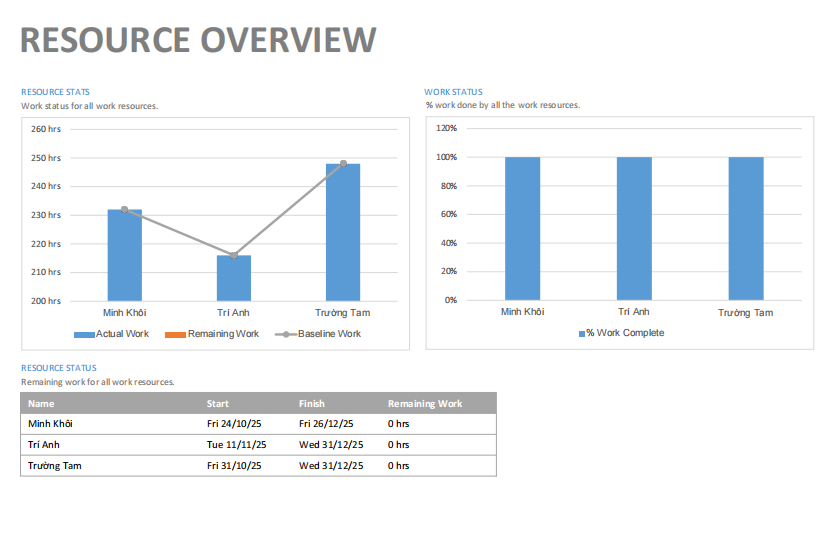 RESOURCE OVERVIEW
RESOURCE STATS
Work status for all work resources.
260 hrs
250 hrs
240 hrs
230 hrs
220 hrs
210 hrs
200 hrs
Minh Khôi Trí Anh Trường Tam
Actual Work Remaining Work Baseline Work
WORK STATUS
% work done by all the work resources.
120%
100%
80%
60%
40%
20%
0%
Minh Khôi Trí Anh Trường Tam
% Work Complete
RESOURCE STATUS
Remaining work for all work resources.
Name Start Finish Remaining Work
Minh Khôi Fri 24/10/25 Fri 26/12/25 0 hrs
Trí Anh Tue 11/11/25 Wed 31/12/25 0 hrs
Trường Tam Fri 31/10/25 Wed 31/12/25 0 hrs